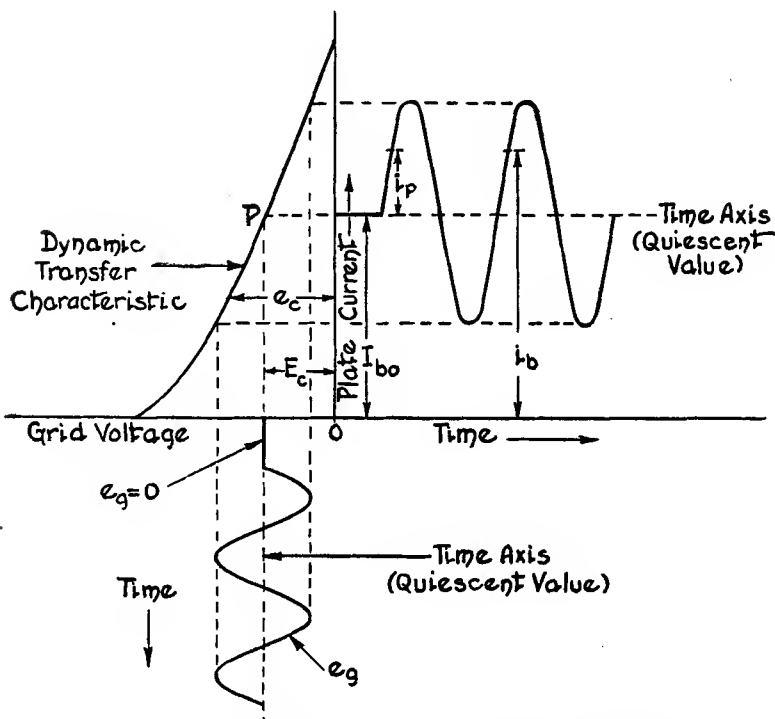 P
Dynamic
Transfer
Characteristic
e_c
E_c
Plate Current
I_bo
i_p
i_b
Time Axis
(Quiescent
Value)
Grid Voltage
O
Time
e_g=0
Time
Time Axis
(Quiescent Value)
e_g